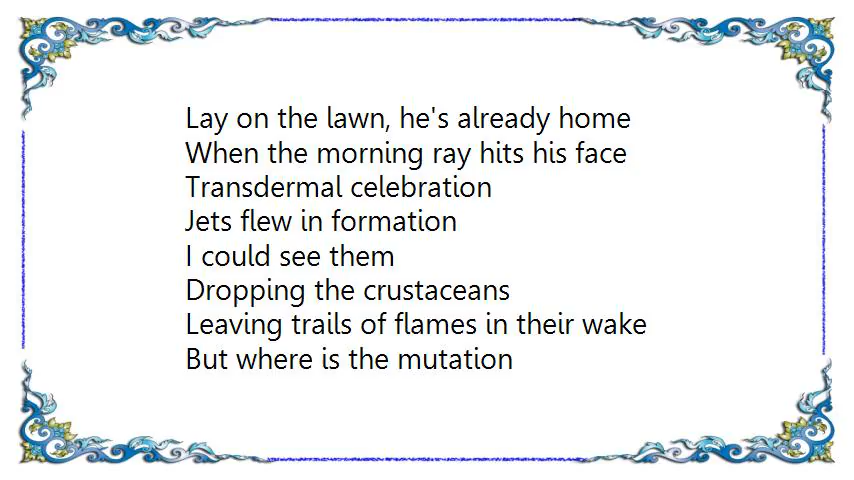 Lay on the lawn, he's already home
When the morning ray hits his face
Transdermal celebration
Jets flew in formation
I could see them
Dropping the crustaceans
Leaving trails of flames in their wake
But where is the mutation